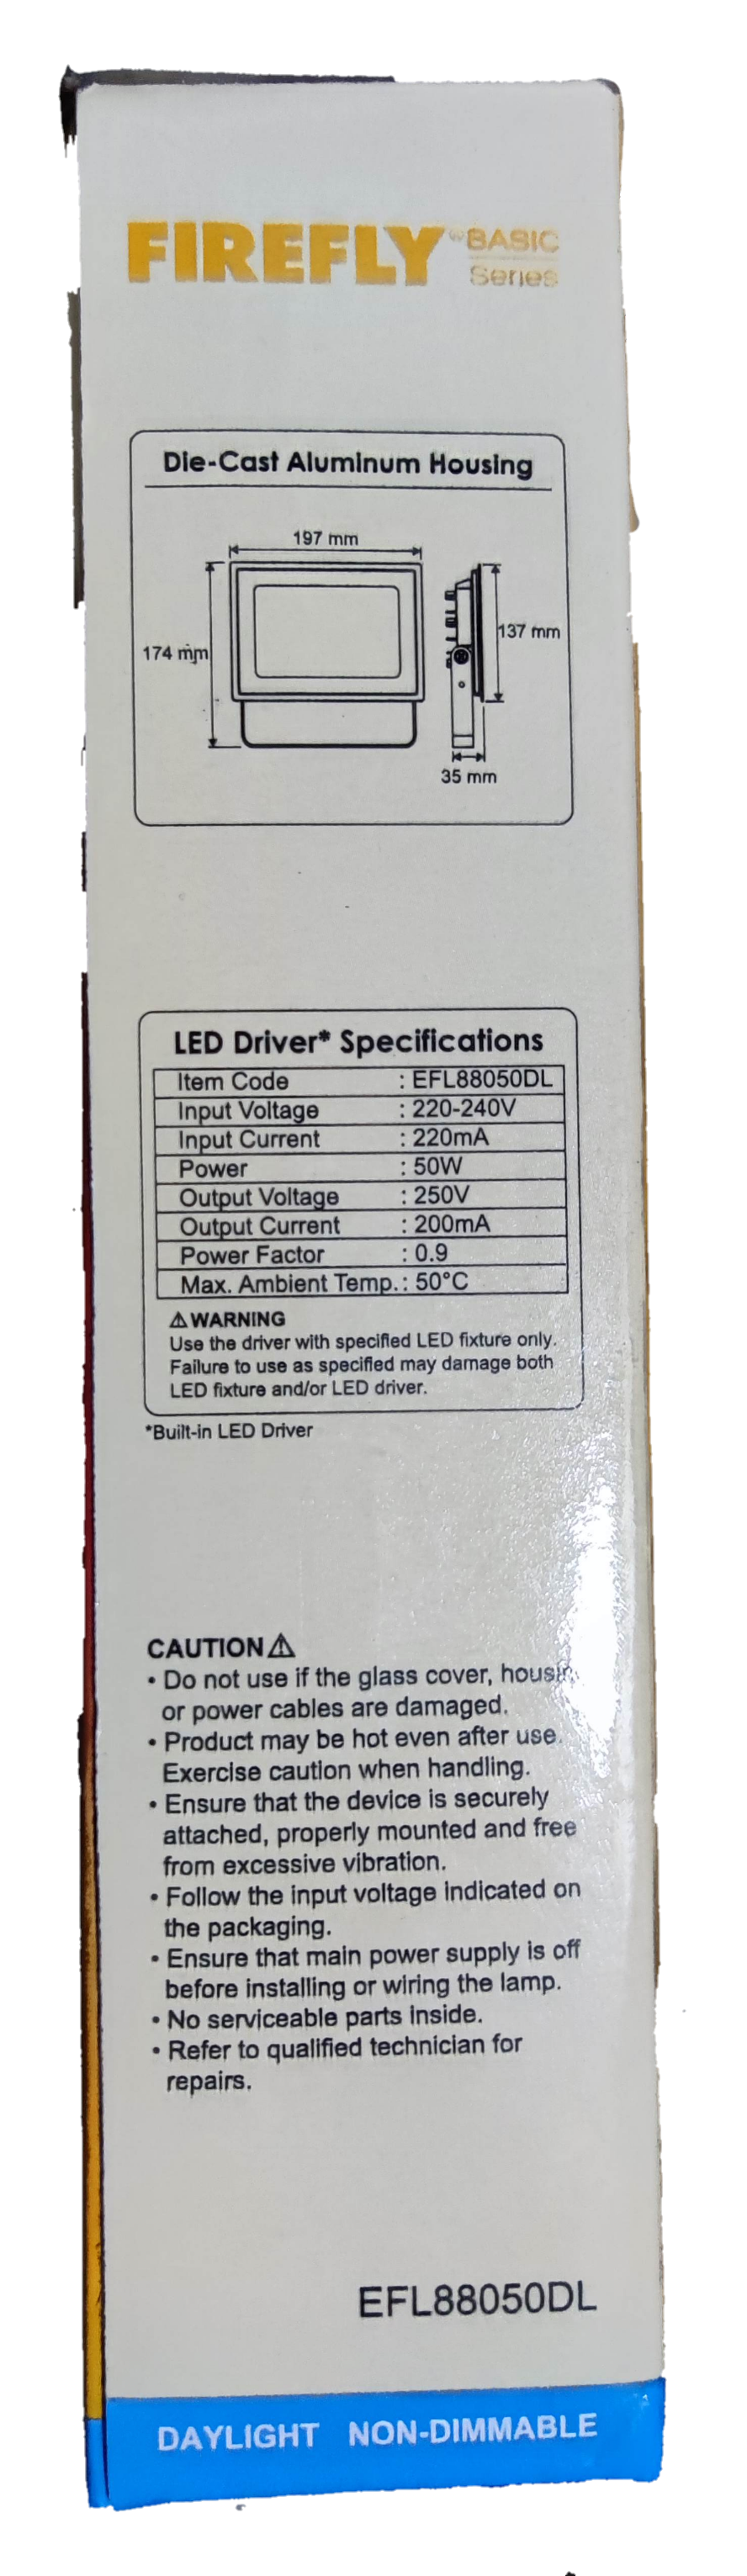 FIREFLY® BASIC
Series
Die-Cast Aluminum Housing
197 mm
174 mm
137 mm
35 mm
LED Driver* Specifications
Item Code : EFL88050DL
Input Voltage : 220-240V
Input Current : 220mA
Power : 50W
Output Voltage : 250V
Output Current : 200mA
Power Factor : 0.9
Max. Ambient Temp. : 50°C
⚠ WARNING
Use the driver with specified LED fixture only.
Failure to use as specified may damage both
LED fixture and/or LED driver.
*Built-in LED Driver
CAUTION ⚠
• Do not use if the glass cover,
or power cables are damaged.
• Product may be hot even after use.
Exercise caution when handling.
• Ensure that the device is securely
attached, properly mounted and free
from excessive vibration.
• Follow the input voltage indicated on
the packaging.
• Ensure that main power supply is off
before installing or wiring the lamp.
• No serviceable parts inside.
• Refer to qualified technician for
repairs.
EFL88050DL
DAYLIGHT NON-DIMMABLE